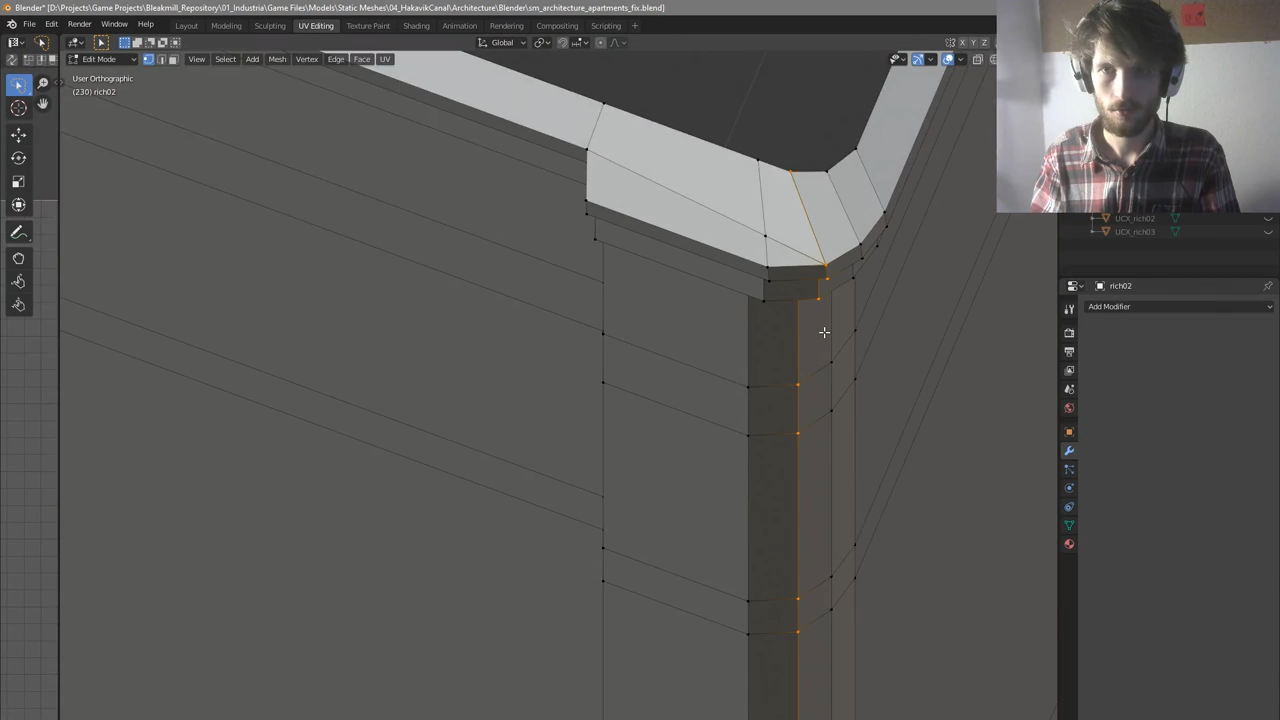 Blender* [D:\Projects\Game Projects\Bleakmill_Repository\01_Industria\Game Files\Models\Static Meshes\04_HakavikCanal\Architecture\Blender\sm_architecture_apartments_fix.blend]
File Edit Render Window Help Layout Modeling Sculpting UV Editing Texture Paint Shading Animation Rendering Compositing Scripting +
Global X Y Z
Edit Mode View Select Add Mesh Vertex Edge Face UV
User Orthographic
(230) rich02
UCX_rich02
UCX_rich03
rich02
Add Modifier